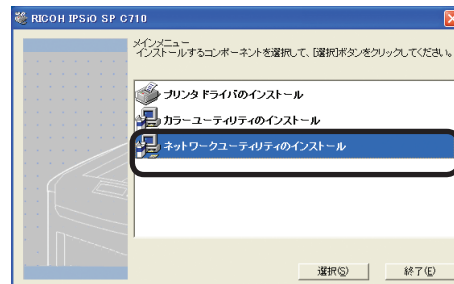 RICOH IPSiO SP C710
メインメニュー
インストールするコンポーネントを選択して、[選択]ボタンをクリックしてください。
プリンタドライバのインストール
カラーユーティリティのインストール
ネットワークユーティリティのインストール
選択(S)
終了(E)